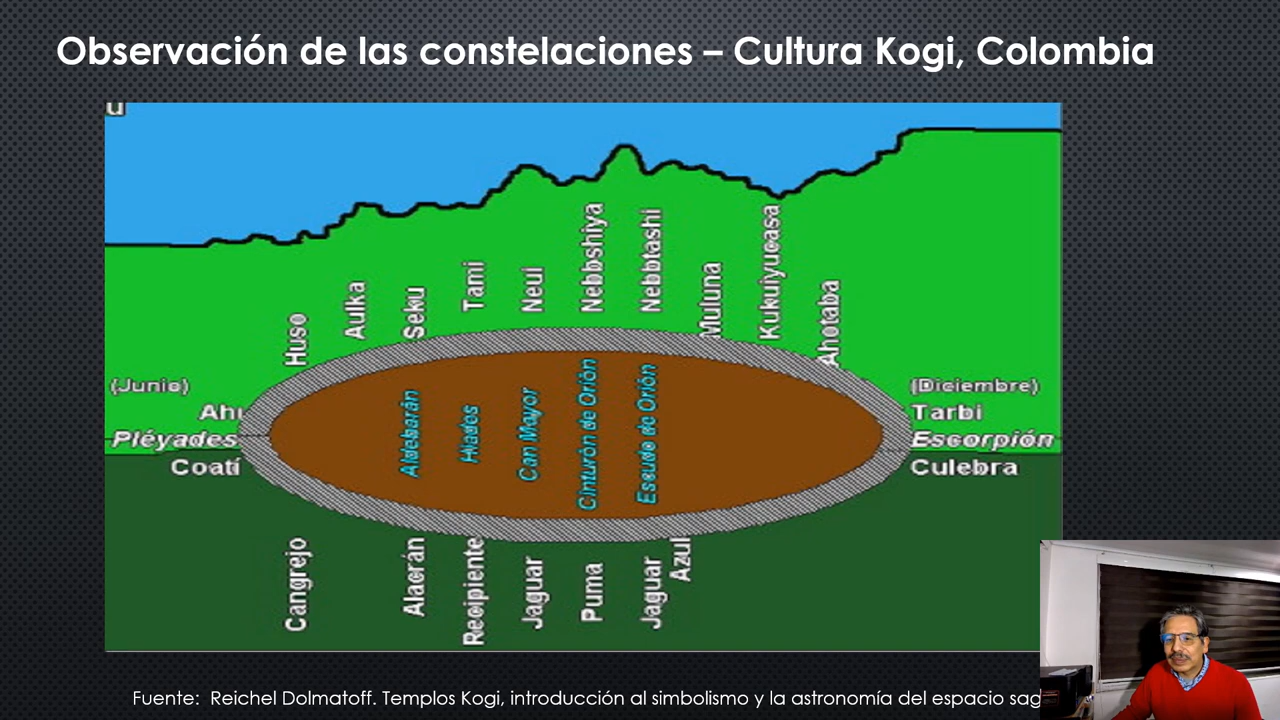 Observación de las constelaciones – Cultura Kogi, Colombia
u
Huso
Aulka
Seku
Tami
Neul
Nebbshiya
Nebbtashi
Muluna
Kukuiyucasa
Ahotaba
(Junio)
Ahu
Pléyades
Coatí
Aldebarán
Hiades
Can Mayor
Cinturón de Orión
Escudo de Orión
(Diciembre)
Tarbi
Escorpión
Culebra
Cangrejo
Alacrán
Recipiente
Jaguar
Puma
Jaguar
Azul
Fuente: Reichel Dolmatoff. Templos Kogi, introducción al simbolismo y la astronomía del espacio sag